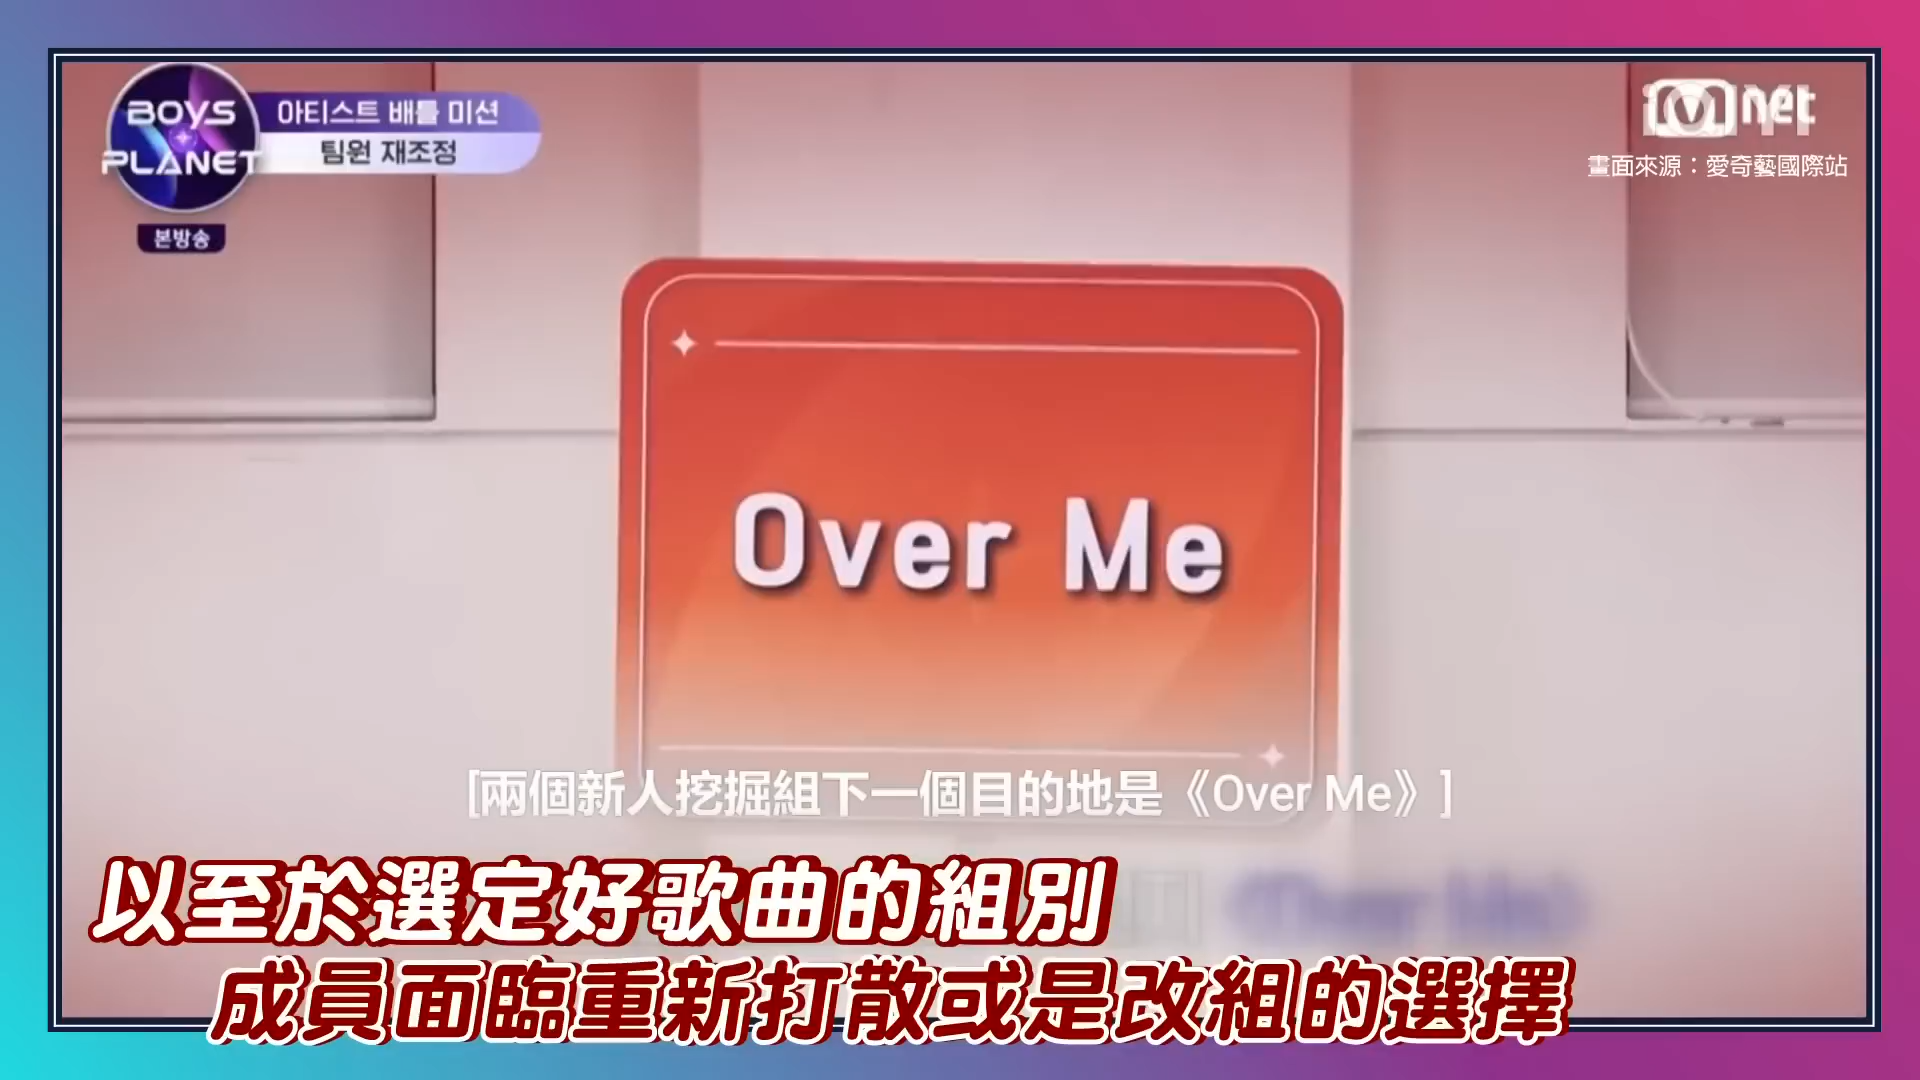 BOYS
PLANET
아티스트 배틀 미션
팀원 재조정
본방송
net
畫面來源：愛奇藝國際站
Over Me
[兩個新人挖掘組下一個目的地是《Over Me》]
以至於選定好歌曲的組別
成員面臨重新打散或是改組的選擇